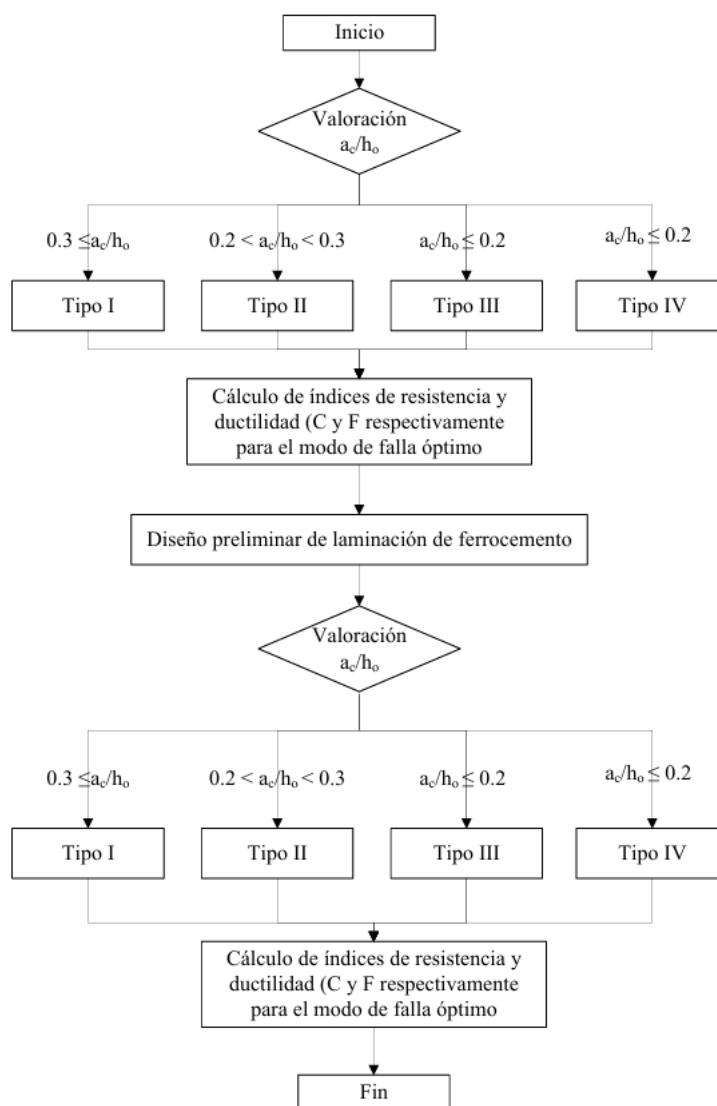 Inicio
Valoración
a_c/h_o
0.3 ≤a_c/h_o
0.2 < a_c/h_o < 0.3
a_c/h_o ≤ 0.2
a_c/h_o ≤ 0.2
Tipo I
Tipo II
Tipo III
Tipo IV
Cálculo de índices de resistencia y
ductilidad (C y F respectivamente
para el modo de falla óptimo
Diseño preliminar de laminación de ferrocemento
Valoración
a_c/h_o
0.3 ≤a_c/h_o
0.2 < a_c/h_o < 0.3
a_c/h_o ≤ 0.2
a_c/h_o ≤ 0.2
Tipo I
Tipo II
Tipo III
Tipo IV
Cálculo de índices de resistencia y
ductilidad (C y F respectivamente
para el modo de falla óptimo
Fin